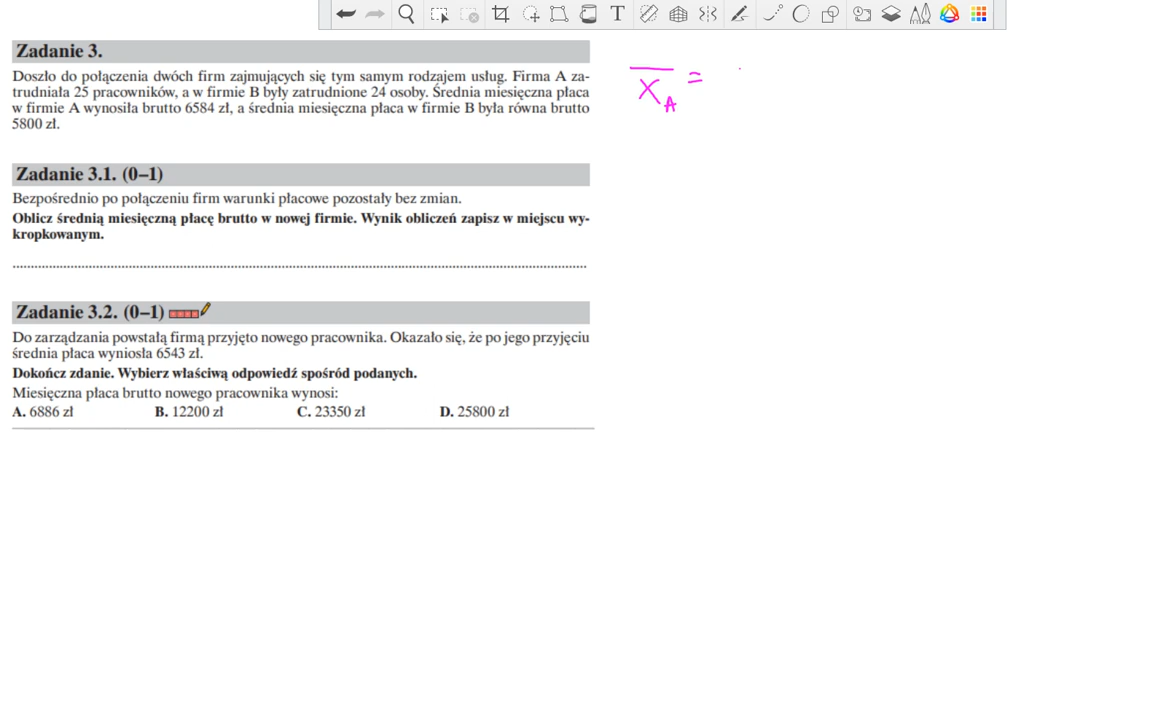 Zadanie 3.
Doszło do połączenia dwóch firm zajmujących się tym samym rodzajem usług. Firma A za-
trudniała 25 pracowników, a w firmie B były zatrudnione 24 osoby. Średnia miesięczna płaca
w firmie A wynosiła brutto 6584 zł, a średnia miesięczna płaca w firmie B była równa brutto
5800 zł.
Zadanie 3.1. (0–1)
Bezpośrednio po połączeniu firm warunki płacowe pozostały bez zmian.
Oblicz średnią miesięczną płacę brutto w nowej firmie. Wynik obliczeń zapisz w miejscu wy-
kropkowanym.
Zadanie 3.2. (0–1)
Do zarządzania powstałą firmą przyjęto nowego pracownika. Okazało się, że po jego przyjęciu
średnia płaca wyniosła 6543 zł.
Dokończ zdanie. Wybierz właściwą odpowiedź spośród podanych.
Miesięczna płaca brutto nowego pracownika wynosi:
A. 6886 zł B. 12200 zł C. 23350 zł D. 25800 zł
X̅_A =